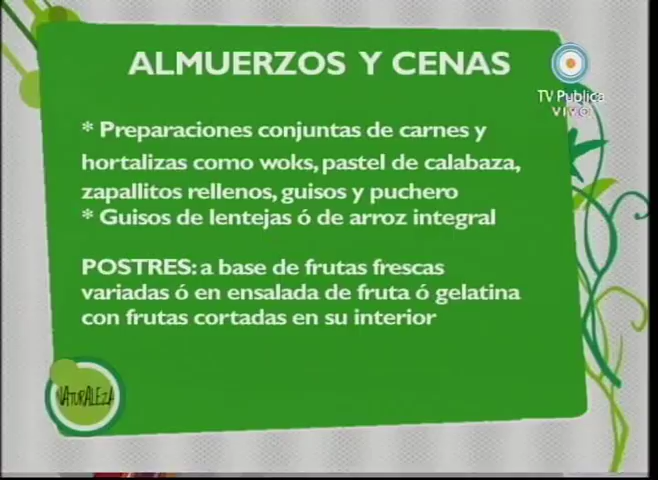 ALMUERZOS Y CENAS
TV Pública
VIVO
* Preparaciones conjuntas de carnes y
hortalizas como woks, pastel de calabaza,
zapallitos rellenos, guisos y puchero
* Guisos de lentejas ó de arroz integral
POSTRES: a base de frutas frescas
variadas ó en ensalada de fruta ó gelatina
con frutas cortadas en su interior
NATURALEZA